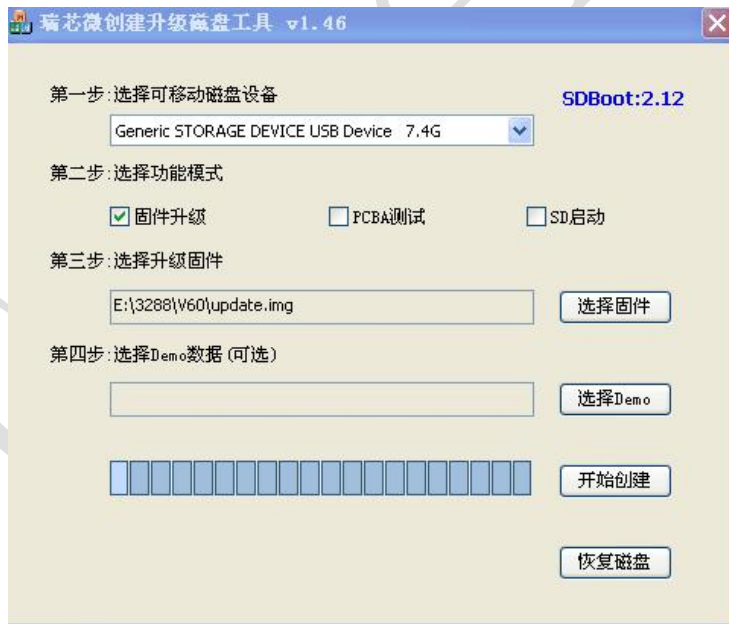 瑞芯微创建升级磁盘工具 v1.46
第一步:选择可移动磁盘设备
SDBoot:2.12
Generic STORAGE DEVICE USB Device 7.4G
第二步:选择功能模式
固件升级 PCBA测试 SD启动
第三步:选择升级固件
E:\3288\V60\update.img 选择固件
第四步:选择Demo数据(可选)
选择Demo
开始创建
恢复磁盘